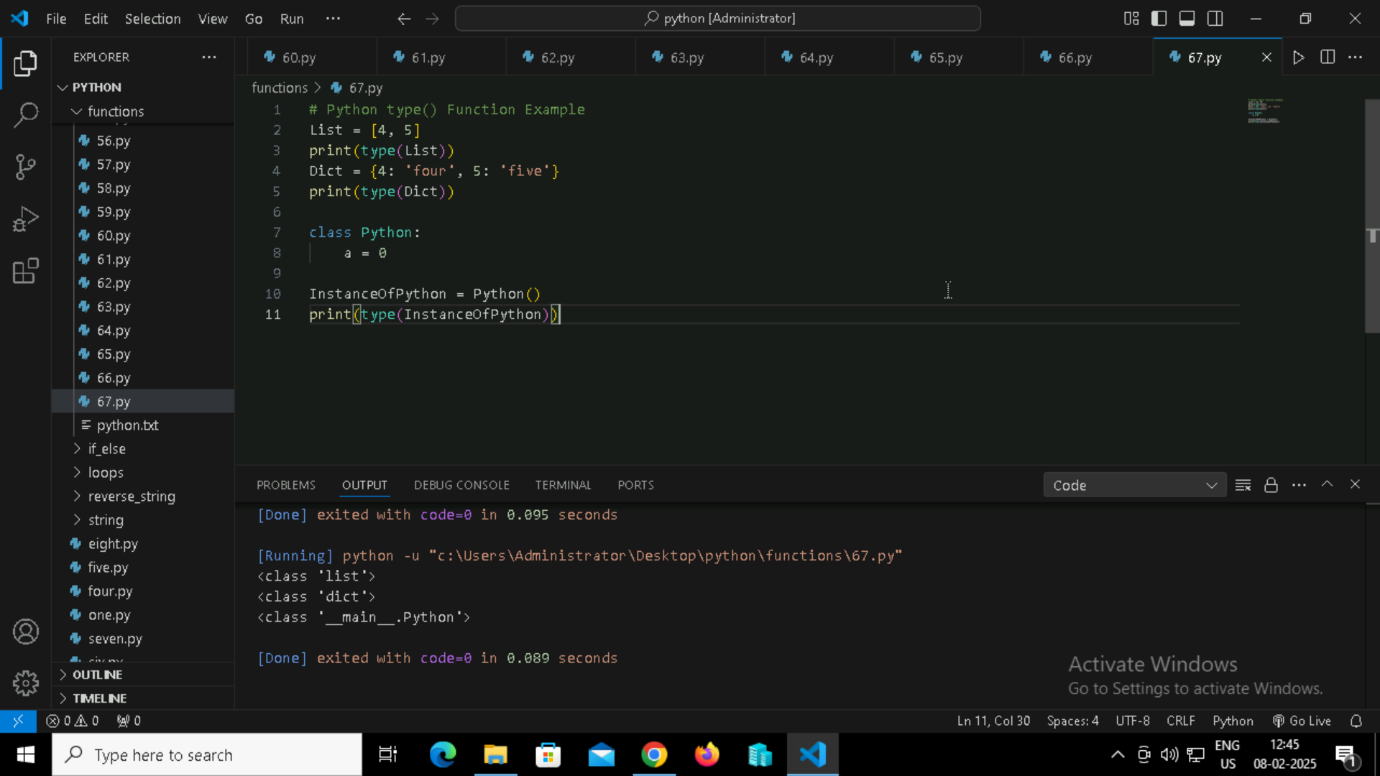 File Edit Selection View Go Run ··· python [Administrator]
EXPLORER ···
60.py 61.py 62.py 63.py 64.py 65.py 66.py 67.py
PYTHON
functions
56.py
57.py
58.py
59.py
60.py
61.py
62.py
63.py
64.py
65.py
66.py
67.py
python.txt
if_else
loops
reverse_string
string
eight.py
five.py
four.py
one.py
seven.py
six.py
OUTLINE
TIMELINE
functions > 67.py
1 # Python type() Function Example
2 List = [4, 5]
3 print(type(List))
4 Dict = {4: 'four', 5: 'five'}
5 print(type(Dict))
6
7 class Python:
8 a = 0
9
10 InstanceOfPython = Python()
11 print(type(InstanceOfPython))
PROBLEMS OUTPUT DEBUG CONSOLE TERMINAL PORTS Code
[Done] exited with code=0 in 0.095 seconds
[Running] python -u "c:\Users\Administrator\Desktop\python\functions\67.py"
<class 'list'>
<class 'dict'>
<class '__main__.Python'>
[Done] exited with code=0 in 0.089 seconds
Activate Windows
Go to Settings to activate Windows.
0 0 0 Ln 11, Col 30 Spaces: 4 UTF-8 CRLF Python Go Live
Type here to search
ENG
US
12:45
08-02-2025
1